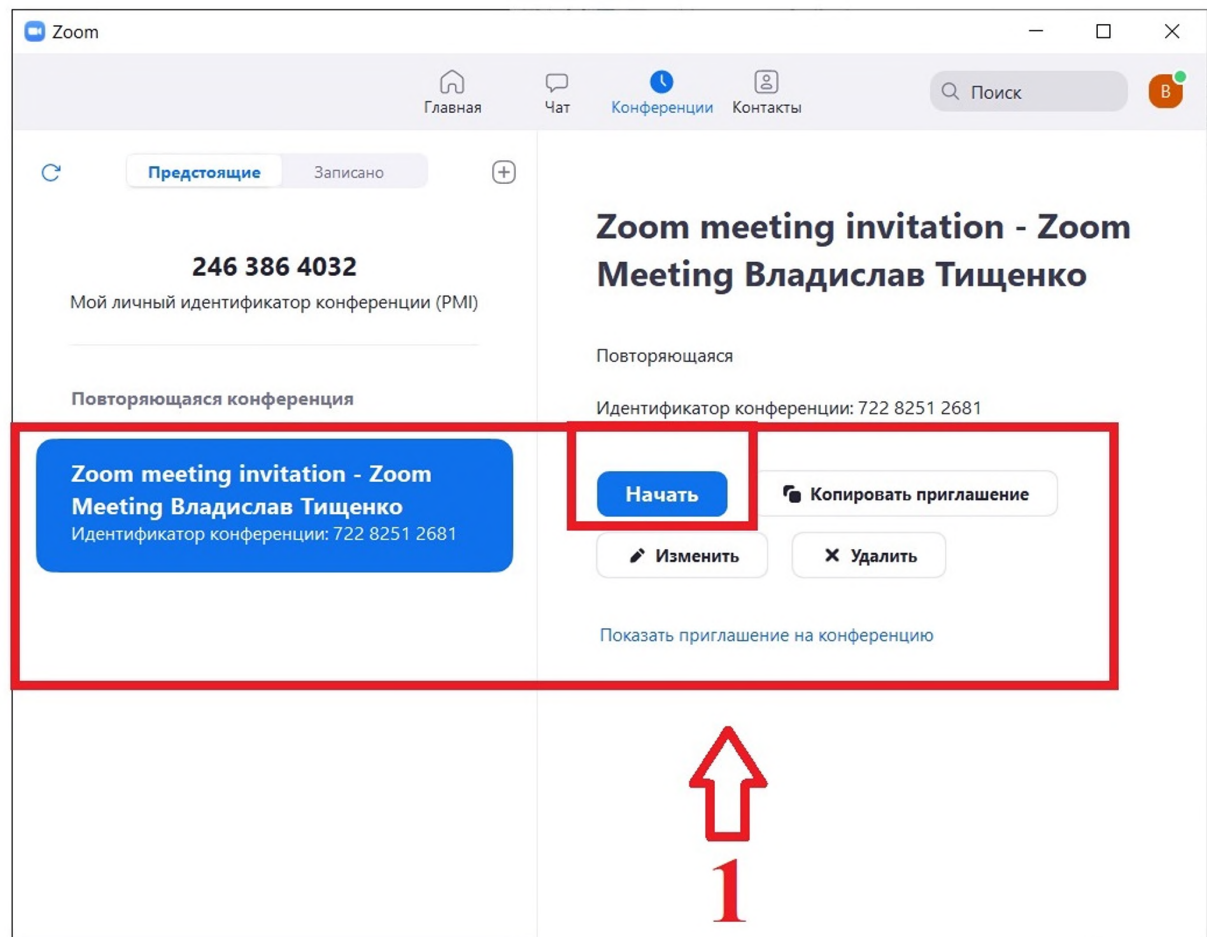 Zoom
Главная
Чат
Конференции
Контакты
Поиск
В
Предстоящие
Записано
246 386 4032
Мой личный идентификатор конференции (PMI)
Повторяющаяся конференция
Zoom meeting invitation - Zoom
Meeting Владислав Тищенко
Идентификатор конференции: 722 8251 2681
Zoom meeting invitation - Zoom
Meeting Владислав Тищенко
Повторяющаяся
Идентификатор конференции: 722 8251 2681
Начать
Копировать приглашение
Изменить
Удалить
Показать приглашение на конференцию
1